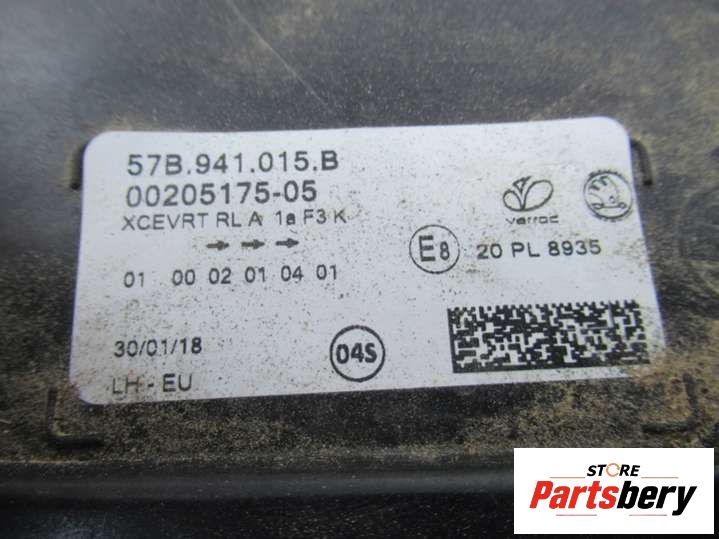 57B.941.015.B
00205175-05
XCEVRT RL A 1a F3 K
01 00 02 01 04 01
varroc
E8 20 PL 8935
30/01/18
04S
LH - EU
STORE
Partsbery